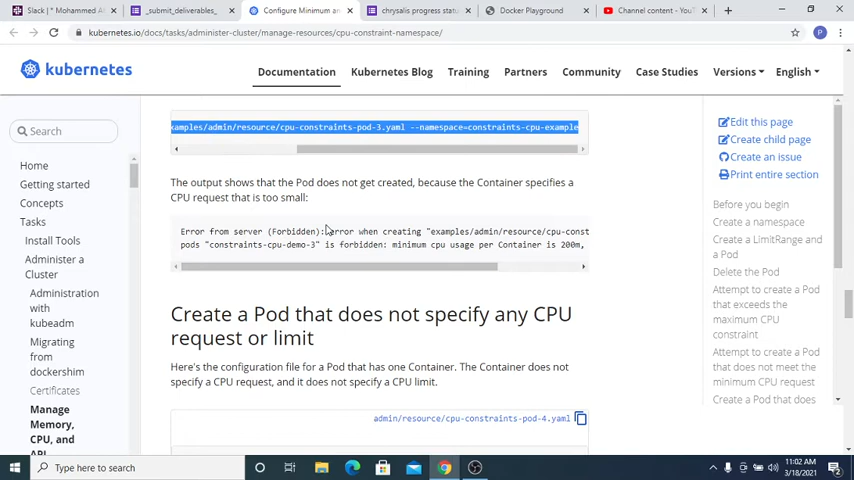 Slack | * Mohammed A
_submit_deliverables_
Configure Minimum an
chrysalis progress statu
Docker Playground
Channel content - YouT
kubernetes.io/docs/tasks/administer-cluster/manage-resources/cpu-constraint-namespace/
P
kubernetes
Documentation
Kubernetes Blog
Training
Partners
Community
Case Studies
Versions
English
Search
Home
Getting started
Concepts
Tasks
Install Tools
Administer a
Cluster
Administration
with
kubeadm
Migrating
from
dockershim
Certificates
Manage
Memory,
CPU, and
API
xamples/admin/resource/cpu-constraints-pod-3.yaml --namespace=constraints-cpu-example
The output shows that the Pod does not get created, because the Container specifies a
CPU request that is too small:
Error from server (Forbidden): error when creating "examples/admin/resource/cpu-const
pods "constraints-cpu-demo-3" is forbidden: minimum cpu usage per Container is 200m,
Create a Pod that does not specify any CPU
request or limit
Here's the configuration file for a Pod that has one Container. The Container does not
specify a CPU request, and it does not specify a CPU limit.
admin/resource/cpu-constraints-pod-4.yaml
Edit this page
Create child page
Create an issue
Print entire section
Before you begin
Create a namespace
Create a LimitRange and
a Pod
Delete the Pod
Attempt to create a Pod
that exceeds the
maximum CPU
constraint
Attempt to create a Pod
that does not meet the
minimum CPU request
Create a Pod that does
Type here to search
11:02 AM
3/18/2021